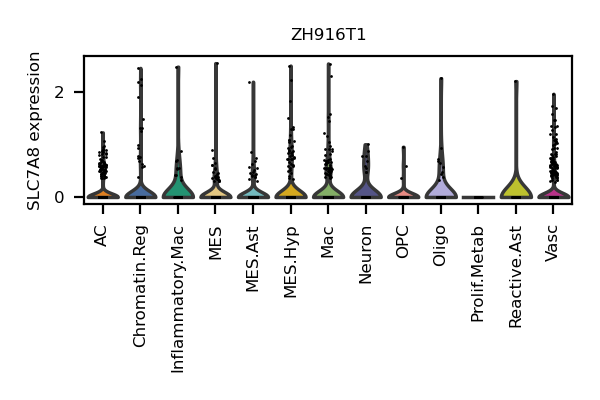 ZH916T1
SLC7A8 expression
2
0
AC
Chromatin.Reg
Inflammatory.Mac
MES
MES.Ast
MES.Hyp
Mac
Neuron
OPC
Oligo
Prolif.Metab
Reactive.Ast
Vasc